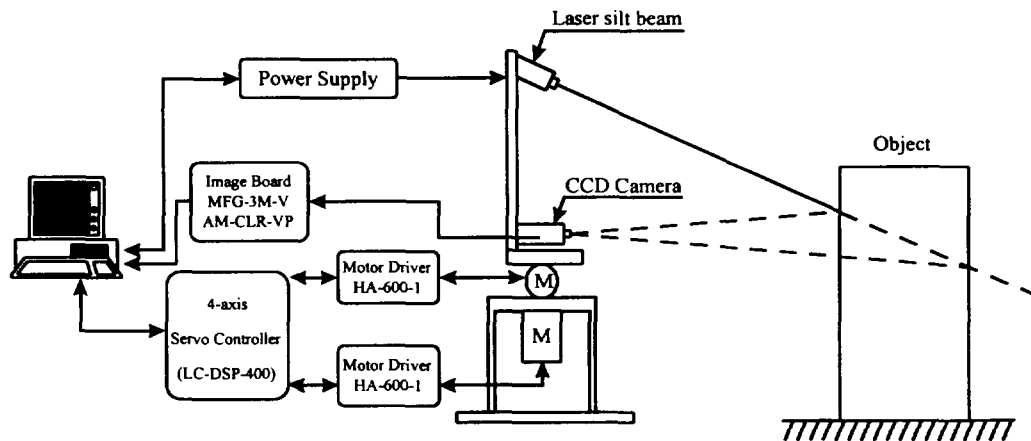 Laser silt beam
Power Supply
Object
Image Board
MFG-3M-V
AM-CLR-VP
CCD Camera
Motor Driver
HA-600-1
M
4-axis
Servo Controller
(LC-DSP-400)
M
Motor Driver
HA-600-1